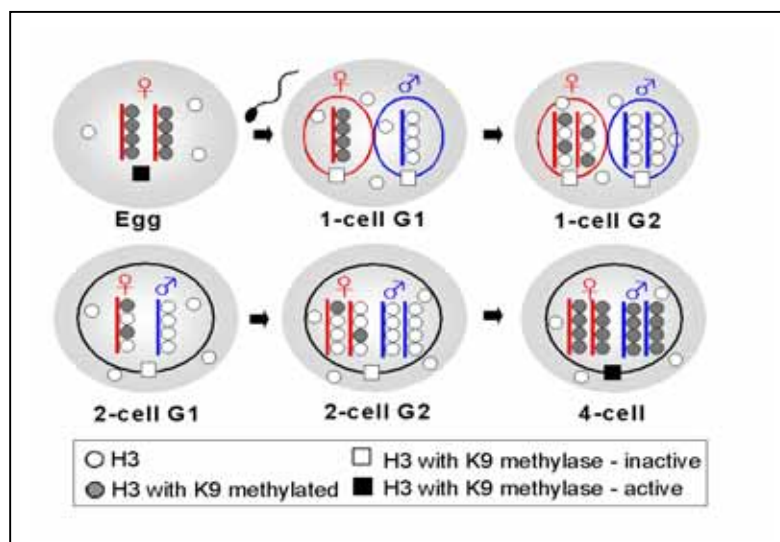 ♀
♀ ♂
♀ ♂
Egg
1-cell G1
1-cell G2
♀ ♂
♀ ♂
♀ ♂
2-cell G1
2-cell G2
4-cell
H3
H3 with K9 methylase - inactive
H3 with K9 methylated
H3 with K9 methylase - active